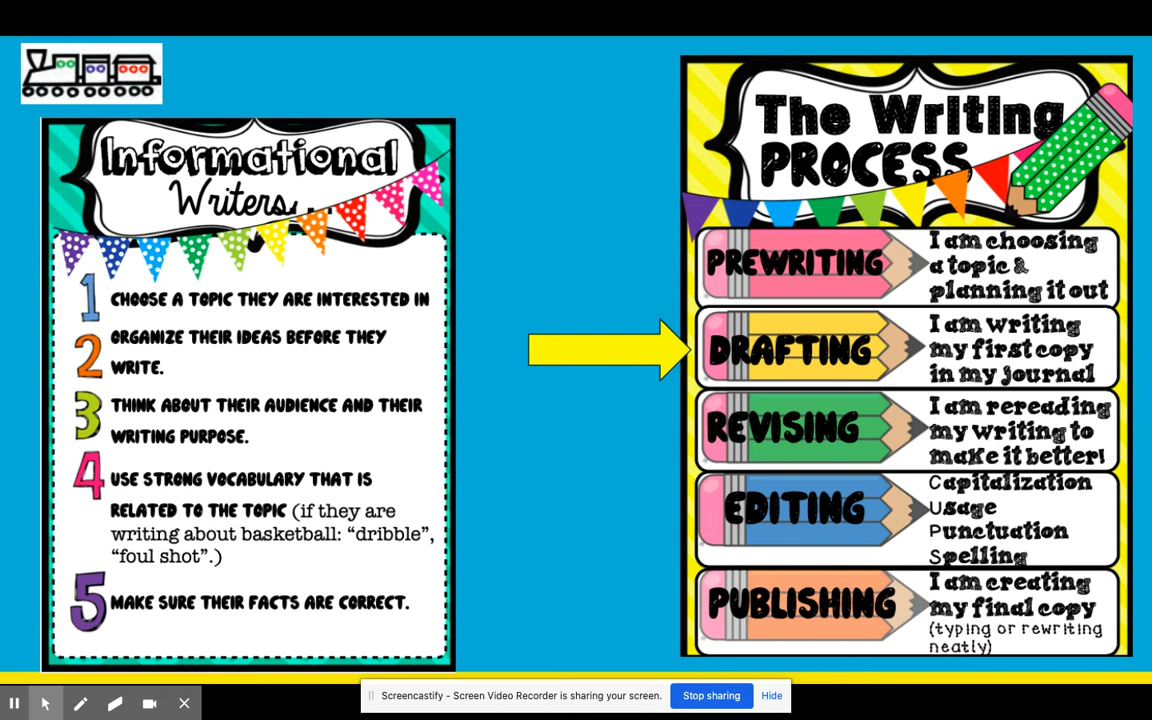 Informational
Writers....
1 CHOOSE A TOPIC THEY ARE INTERESTED IN
2 ORGANIZE THEIR IDEAS BEFORE THEY
WRITE.
3 THINK ABOUT THEIR AUDIENCE AND THEIR
WRITING PURPOSE.
4 USE STRONG VOCABULARY THAT IS
RELATED TO THE TOPIC (if they are
writing about basketball: “dribble”,
“foul shot”.)
5 MAKE SURE THEIR FACTS ARE CORRECT.
The Writing
PROCESS
PREWRITING
I am choosing
a topic &
planning it out
DRAFTING
I am writing
my first copy
in my journal
REVISING
I am rereading
my writing to
make it better!
EDITING
Capitalization
Usage
Punctuation
Spelling
PUBLISHING
I am creating
my final copy
(typing or rewriting
neatly)
Screencastify - Screen Video Recorder is sharing your screen.
Stop sharing
Hide